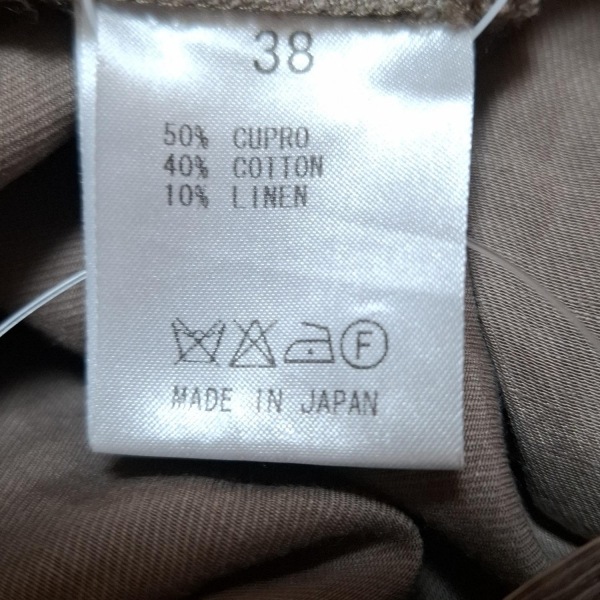 38
50% CUPRO
40% COTTON
10% LINEN
F
MADE IN JAPAN